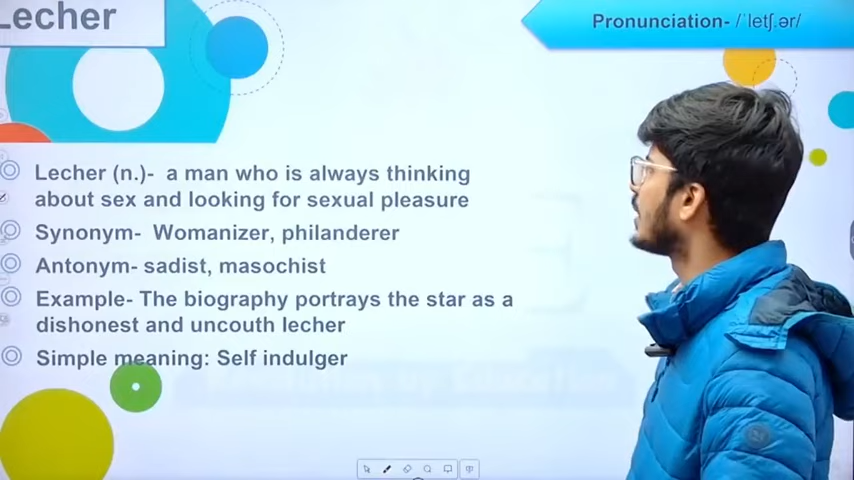 Lecher
Pronunciation- /ˈletʃ.ər/
Lecher (n.)- a man who is always thinking
about sex and looking for sexual pleasure
Synonym- Womanizer, philanderer
Antonym- sadist, masochist
Example- The biography portrays the star as a
dishonest and uncouth lecher
Simple meaning: Self indulger